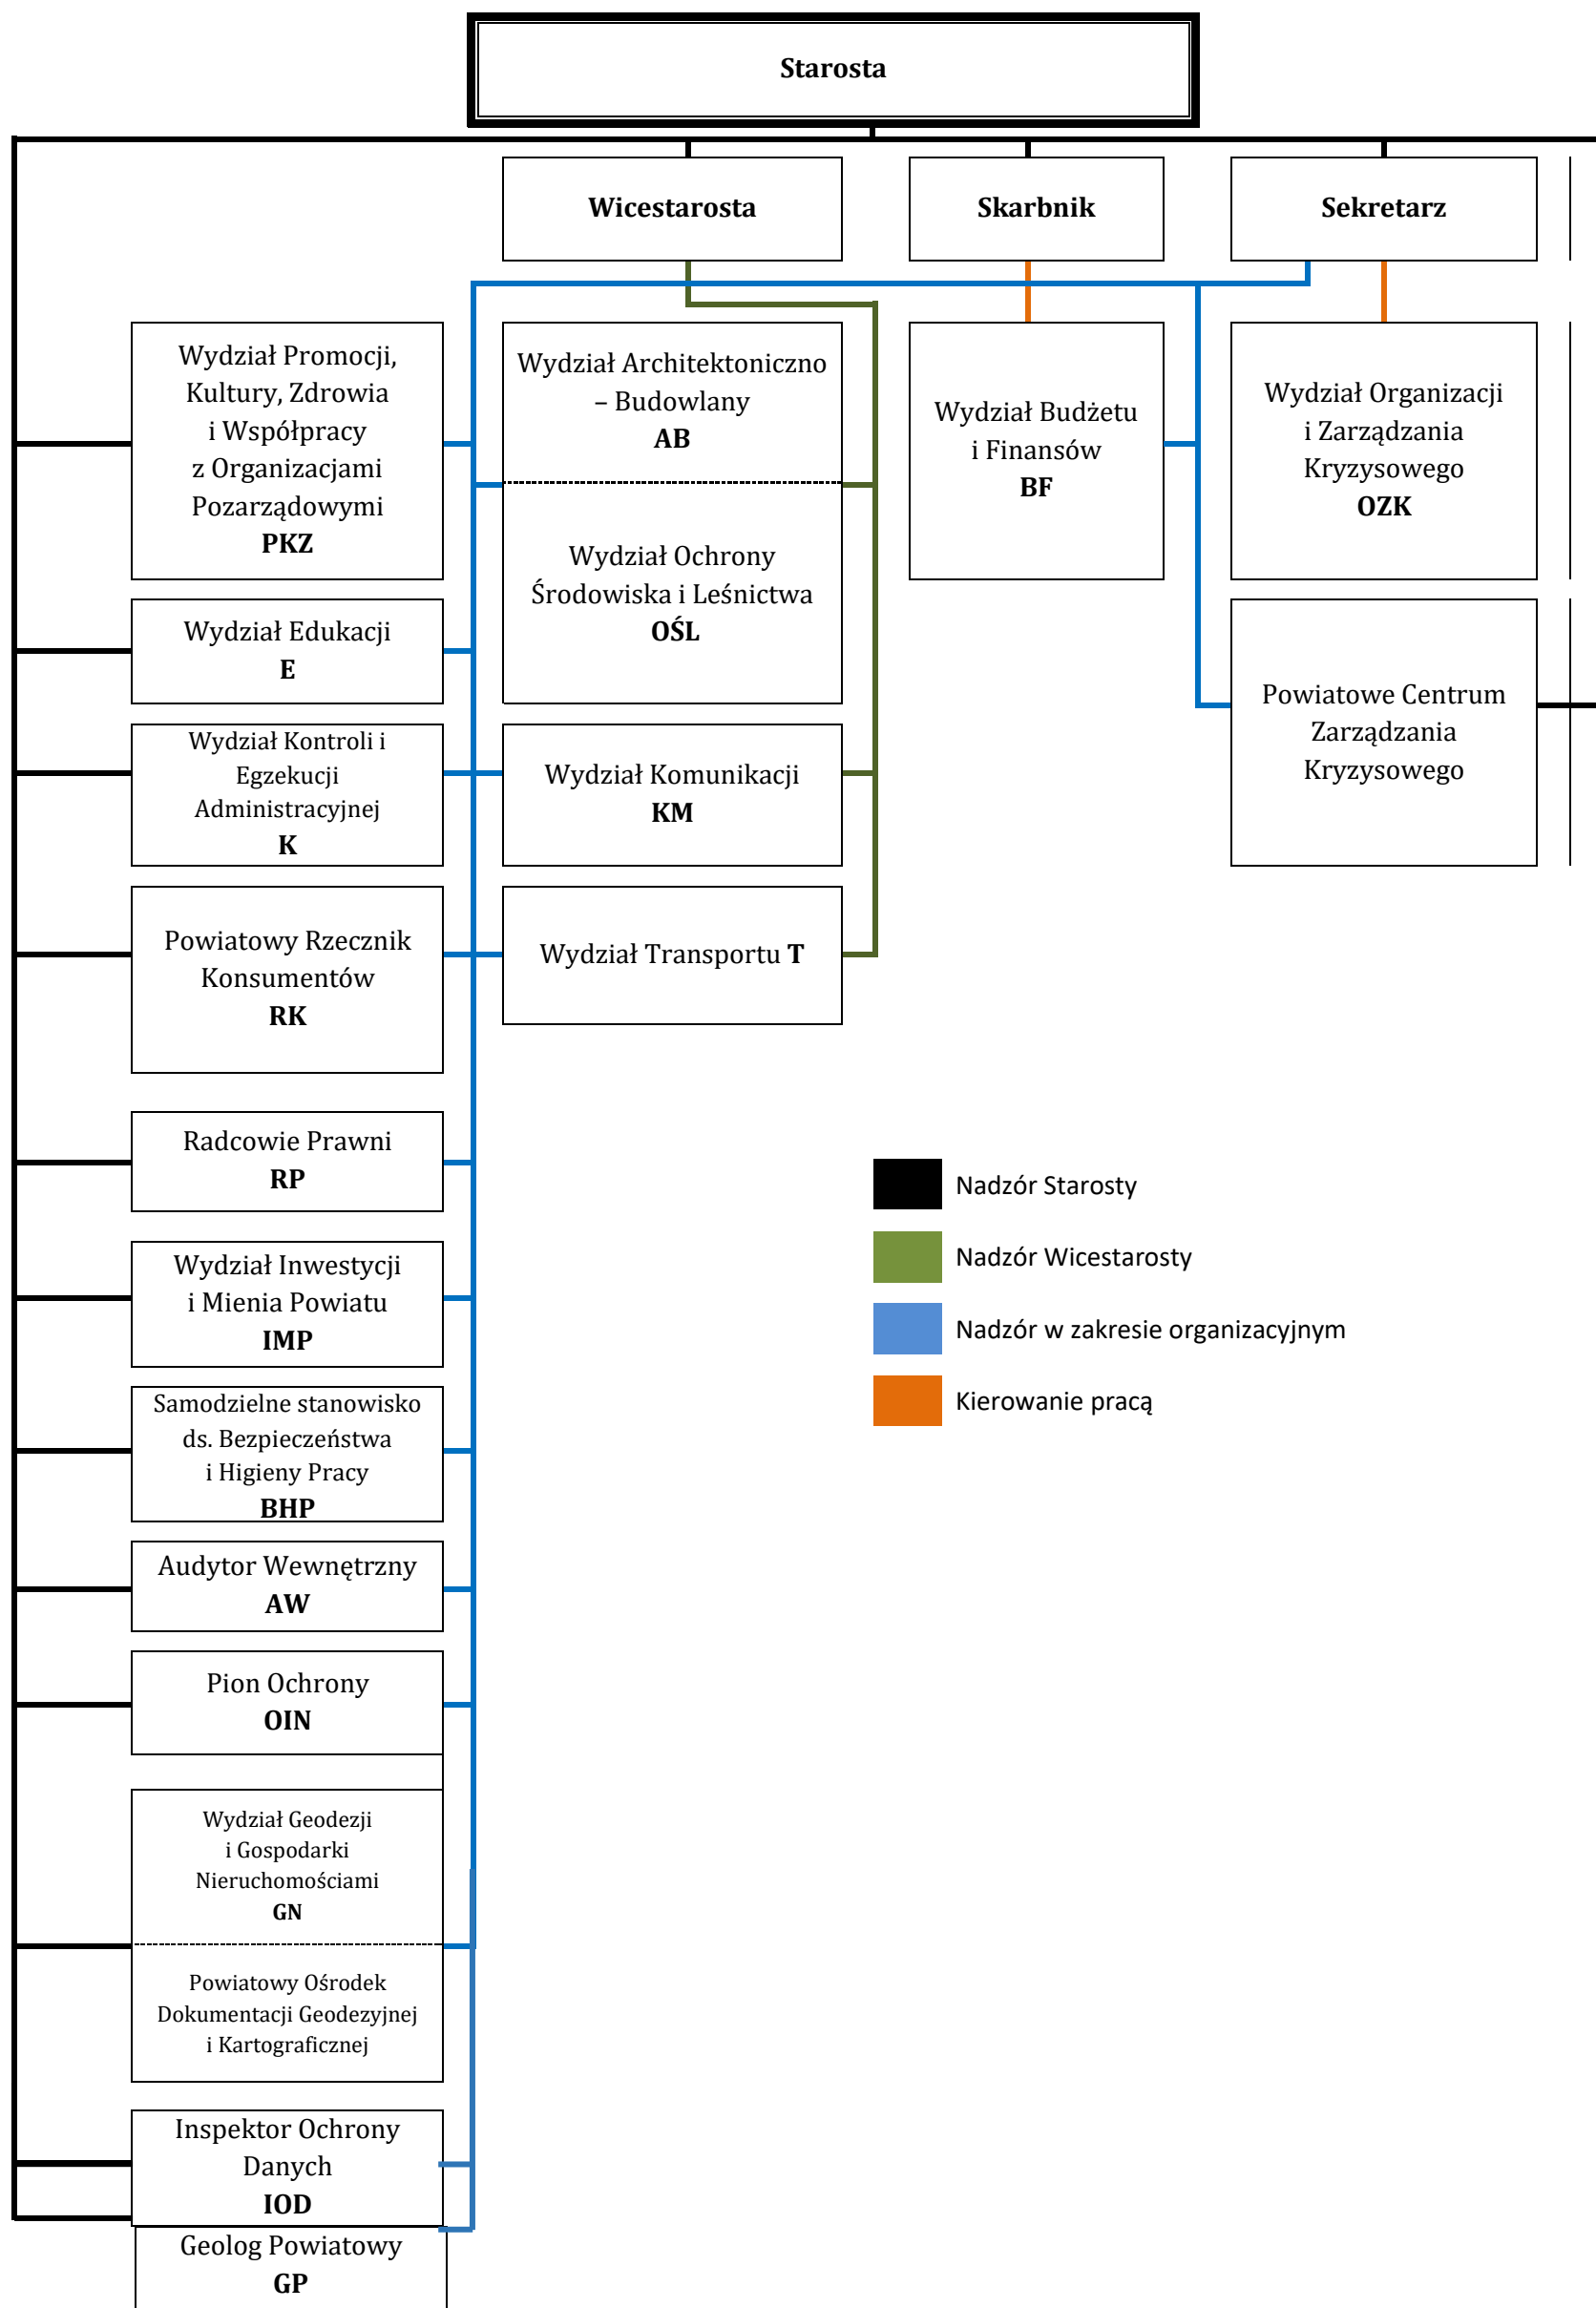 Starosta
Wicestarosta
Skarbnik
Sekretarz
Wydział Promocji,
Kultury, Zdrowia
i Współpracy
z Organizacjami
Pozarządowymi
PKZ
Wydział Architektoniczno
– Budowlany
AB
Wydział Ochrony
Środowiska i Leśnictwa
OŚL
Wydział Budżetu
i Finansów
BF
Wydział Organizacji
i Zarządzania
Kryzysowego
OZK
Wydział Edukacji
E
Powiatowe Centrum
Zarządzania
Kryzysowego
Wydział Kontroli i
Egzekucji
Administracyjnej
K
Wydział Komunikacji
KM
Powiatowy Rzecznik
Konsumentów
RK
Wydział Transportu T
Radcowie Prawni
RP
Nadzór Starosty
Nadzór Wicestarosty
Nadzór w zakresie organizacyjnym
Kierowanie pracą
Wydział Inwestycji
i Mienia Powiatu
IMP
Samodzielne stanowisko
ds. Bezpieczeństwa
i Higieny Pracy
BHP
Audytor Wewnętrzny
AW
Pion Ochrony
OIN
Wydział Geodezji
i Gospodarki
Nieruchomościami
GN
Powiatowy Ośrodek
Dokumentacji Geodezyjnej
i Kartograficznej
Inspektor Ochrony
Danych
IOD
Geolog Powiatowy
GP